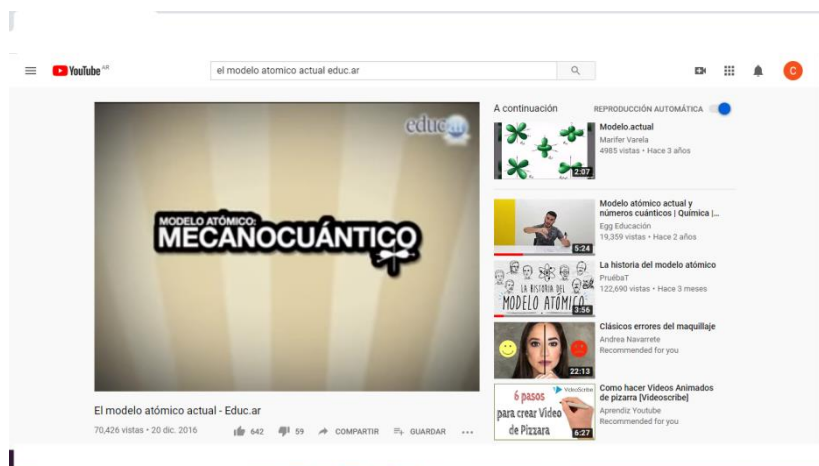 YouTube AR
el modelo atomico actual educ.ar
C
educ.ar
MODELO ATÓMICO:
MECANOCUÁNTICO
El modelo atómico actual - Educ.ar
70,426 vistas • 20 dic. 2016
642
59
COMPARTIR
GUARDAR
A continuación
REPRODUCCIÓN AUTOMÁTICA
2:07
Modelo.actual
Marifer Varela
4985 vistas • Hace 3 años
5:24
Modelo atómico actual y
números cuánticos | Química |...
Egg Educación
19,359 vistas • Hace 2 años
LA HISTORIA DEL
MODELO ATÓMICO
3:56
La historia del modelo atómico
PruébaT
122,690 vistas • Hace 3 meses
22:13
Clásicos errores del maquillaje
Andrea Navarrete
Recommended for you
VideoScribe
6 pasos
para crear Video
de Pizzara
6:27
Como hacer Videos Animados
de pizarra [Videoscribe]
Aprendiz Youtube
Recommended for you